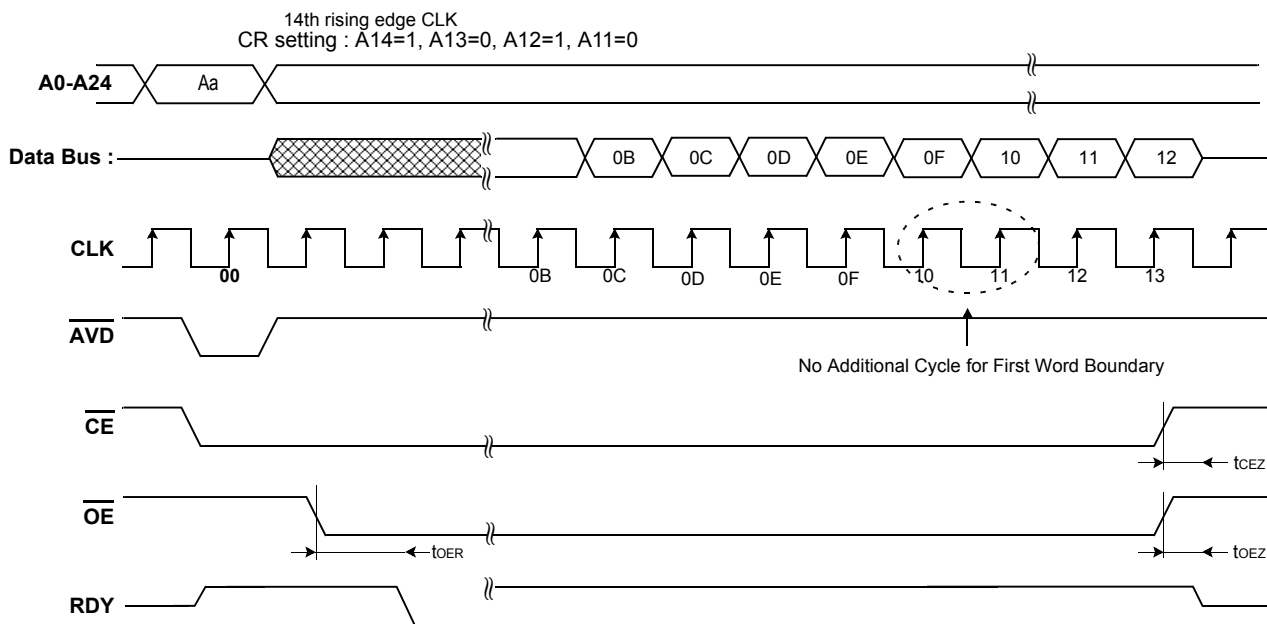 14th rising edge CLK
CR setting : A14=1, A13=0, A12=1, A11=0
A0-A24 Aa
Data Bus : 0B 0C 0D 0E 0F 10 11 12
CLK
00 0B 0C 0D 0E 0F 10 11 12 13
AVD
No Additional Cycle for First Word Boundary
CE
tCEZ
OE
tOER tOEZ
RDY